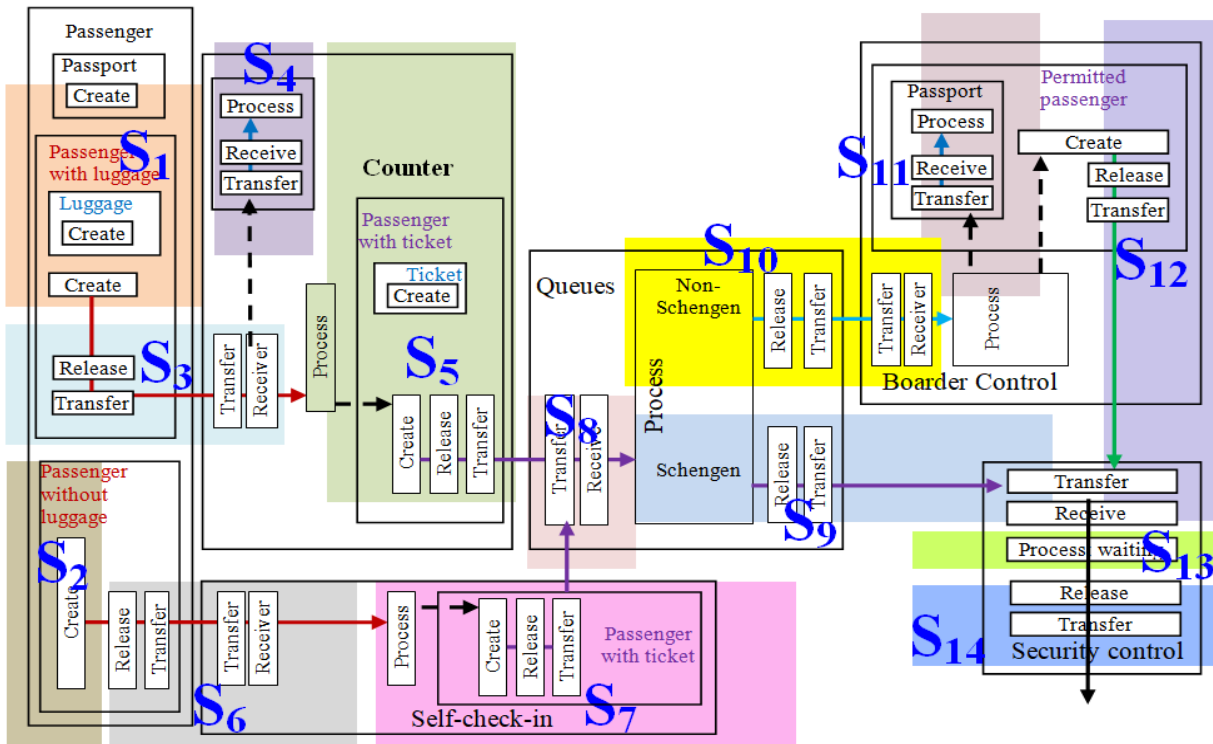 Passenger
Passport
Create
S1
Passenger
with luggage
Luggage
Create
Create
Release
Transfer
S3
Passenger
without
luggage
S2
Create
Release
Transfer
S6
S4
Process
Receive
Transfer
Counter
Transfer
Receiver
Process
Passenger
with ticket
Ticket
Create
S5
Create
Release
Transfer
Transfer
Receiver
Process
Create
Release
Transfer
Passenger
with ticket
S7
Self-check-in
Queues
S8
Transfer
Receive
Process
Non-
Schengen
Schengen
S10
Release
Transfer
Release
Transfer
S9
Transfer
Receiver
Process
Boarder Control
Passport
Process
Receive
Transfer
S11
Permitted
passenger
Create
Release
Transfer
S12
Transfer
Receive
Process waiting
S13
Release
Transfer
S14
Security control